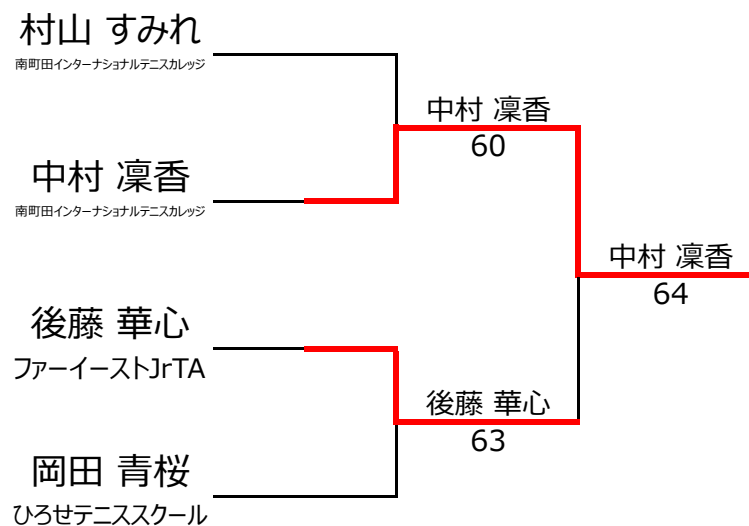 村山 すみれ
南町田インターナショナルテニスカレッジ
中村 凜香
60
中村 凜香
南町田インターナショナルテニスカレッジ
中村 凜香
64
後藤 華心
ファーイーストJrTA
後藤 華心
63
岡田 青桜
ひろせテニススクール